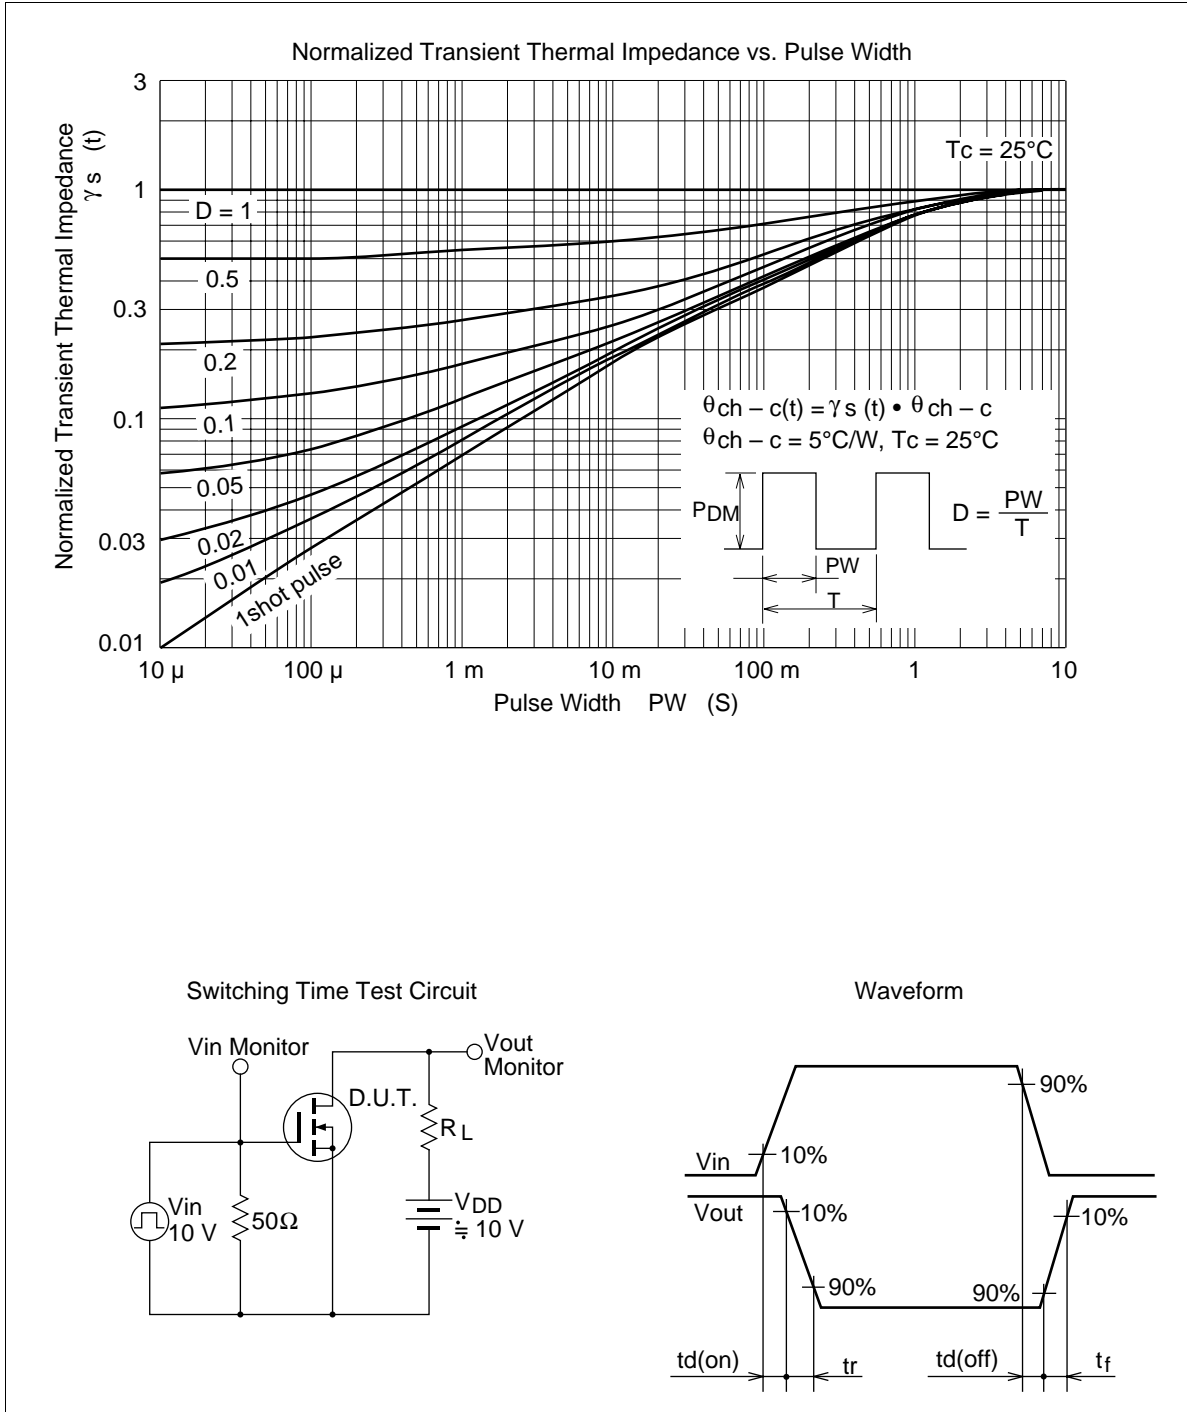 Normalized Transient Thermal Impedance vs. Pulse Width
Normalized Transient Thermal Impedance
γ s (t)
3
1
0.3
0.1
0.03
0.01
Tc = 25°C
D = 1
0.5
0.2
0.1
0.05
0.02
0.01
1shot pulse
θch – c(t) = γ s (t) • θch – c
θch – c = 5°C/W, Tc = 25°C
PDM
D = PW
T
PW
T
10 µ
100 µ
1 m
10 m
100 m
1
10
Pulse Width PW (S)
Switching Time Test Circuit
Vin Monitor
Vout
Monitor
D.U.T.
RL
Vin
10 V
50Ω
VDD
≒ 10 V
Waveform
90%
Vin
10%
Vout
10%
10%
90%
90%
td(on)
tr
td(off)
tf